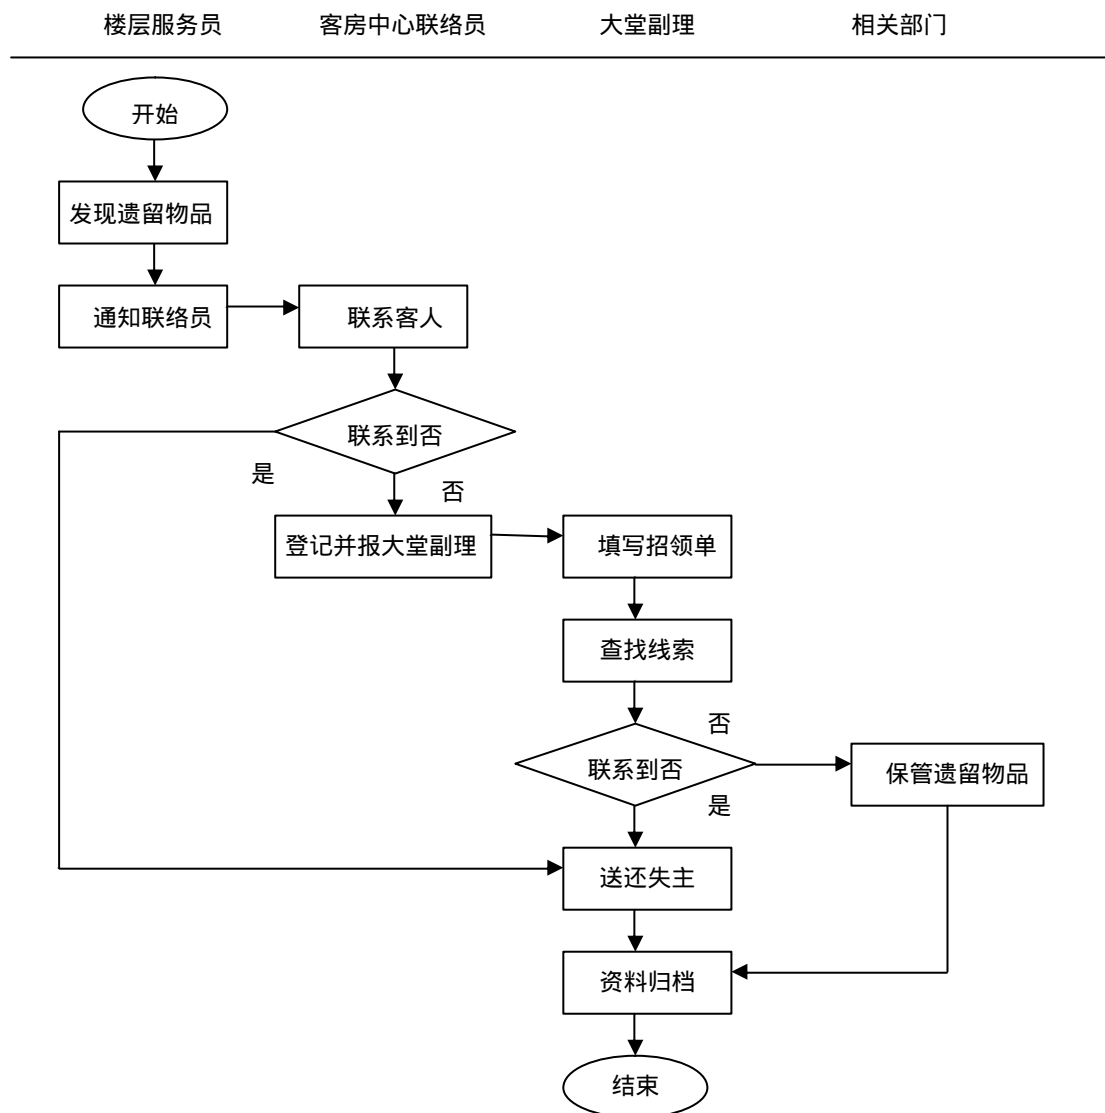 楼层服务员 客房中心联络员 大堂副理 相关部门
开始
发现遗留物品
通知联络员 联系客人
联系到否
是
否
登记并报大堂副理 填写招领单
查找线索
否
联系到否 保管遗留物品
是
送还失主
资料归档
结束